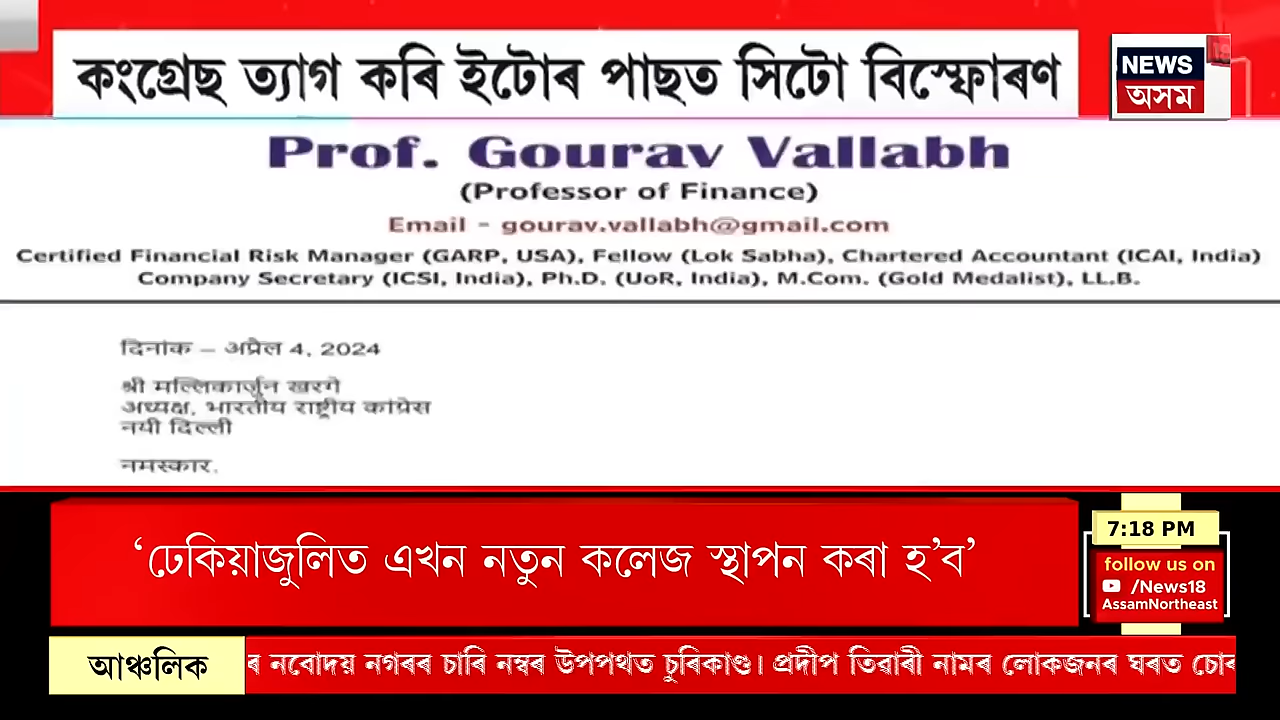 কংগ্ৰেছ ত্যাগ কৰি ইটোৰ পাছত সিটো বিস্ফোৰণ
NEWS
অসম
Prof. Gourav Vallabh
(Professor of Finance)
Email - gourav.vallabh@gmail.com
Certified Financial Risk Manager (GARP, USA), Fellow (Lok Sabha), Chartered Accountant (ICAI, India)
Company Secretary (ICSI, India), Ph.D. (UoR, India), M.Com. (Gold Medalist), LL.B.
दिनांक – अप्रैल 4, 2024
श्री मल्लिकार्जुन खरगे
अध्यक्ष, भारतीय राष्ट्रीय कांग्रेस
नयी दिल्ली
नमस्कार,
‘ঢেকিয়াজুলিত এখন নতুন কলেজ স্থাপন কৰা হ’ব’
7:18 PM
follow us on
/News18
AssamNortheast
আঞ্চলিক
ৰ নবোদয় নগৰৰ চাৰি নম্বৰ উপপথত চুৰিকাণ্ড। প্ৰদীপ তিৱাৰী নামৰ লোকজনৰ ঘৰত চোৰ